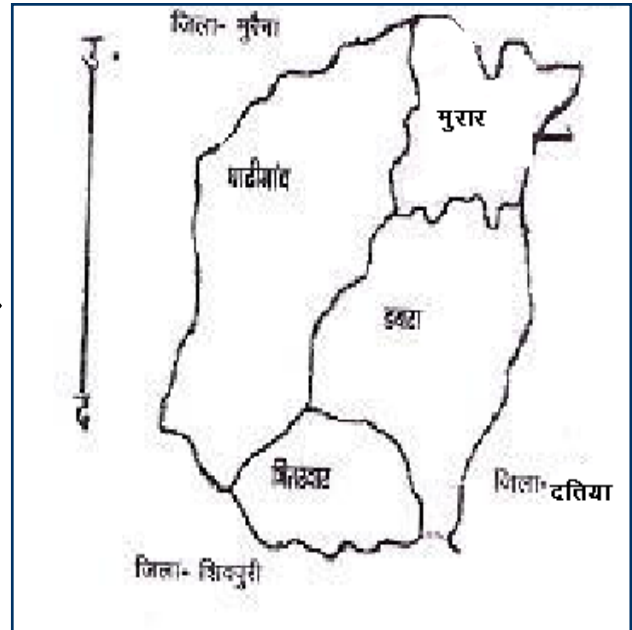 जिला- मुरैना
उ.
मुरार
घाटीगांव
डबरा
द
भितरवार
जिला- दतिया
जिला- शिवपुरी